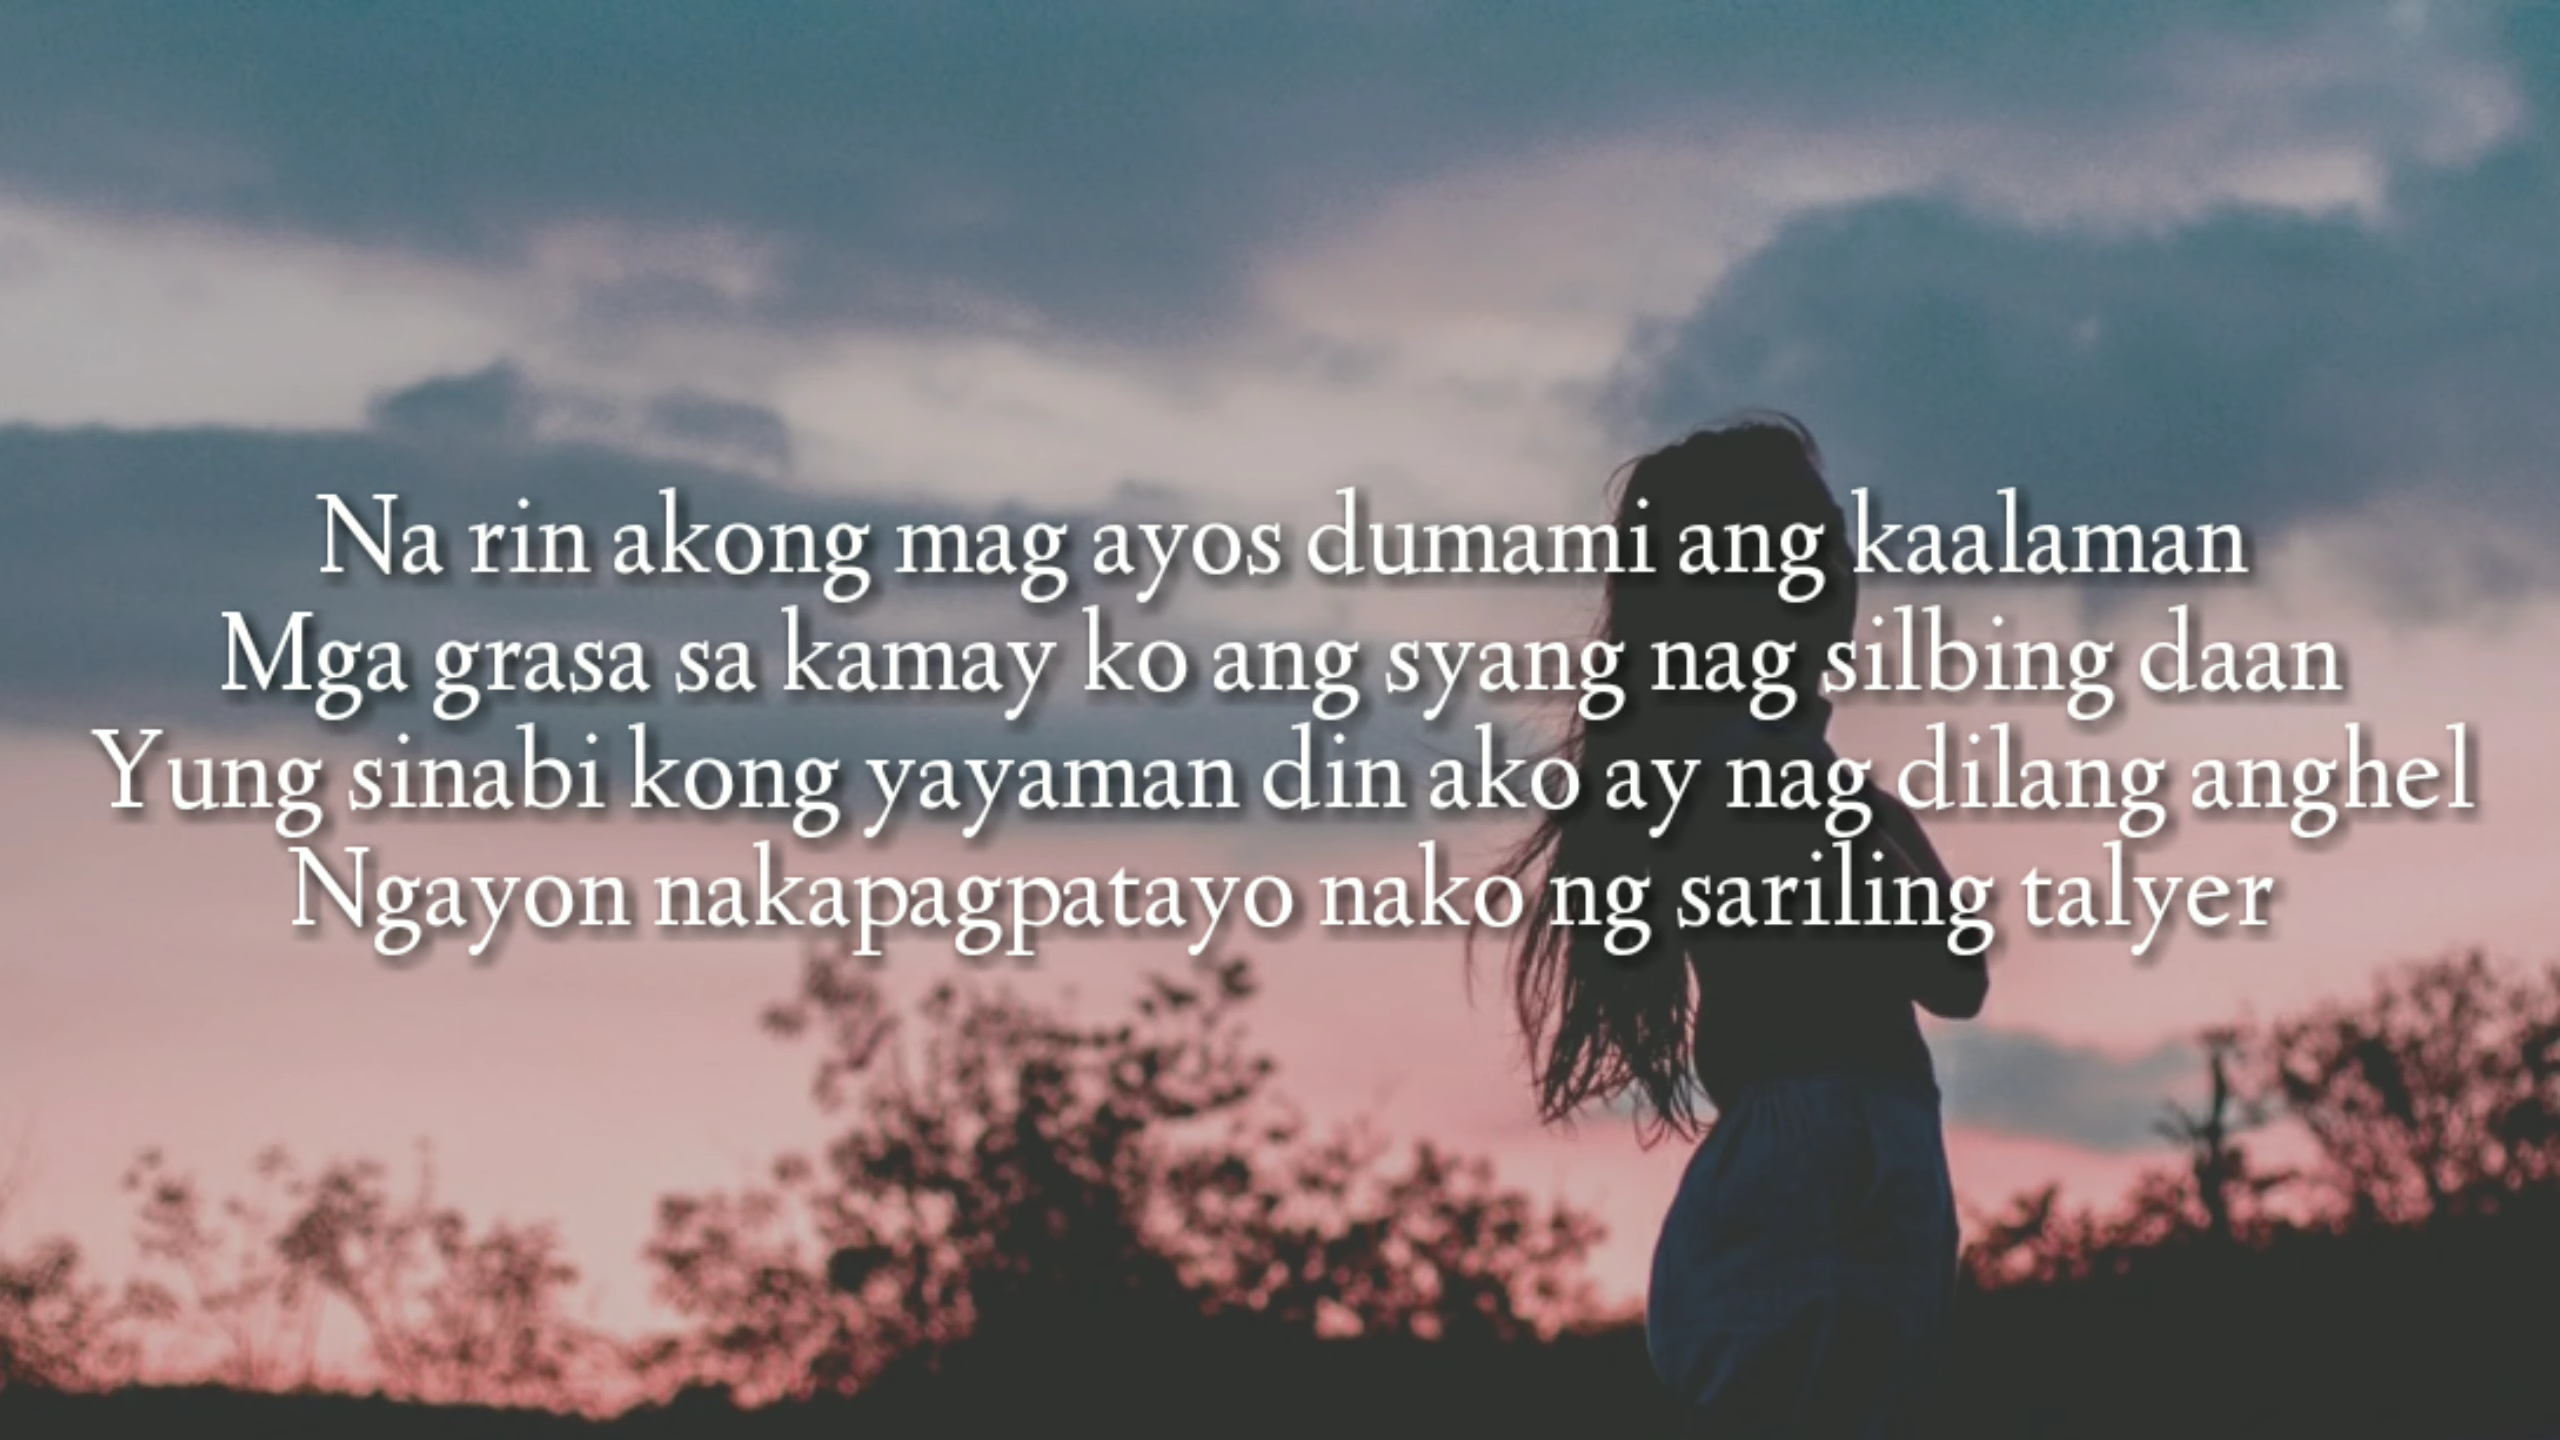 Na rin akong mag ayos dumami ang kaalaman
Mga grasa sa kamay ko ang syang nag silbing daan
Yung sinabi kong yayaman din ako ay nag dilang anghel
Ngayon nakapagpatayo nako ng sariling talyer